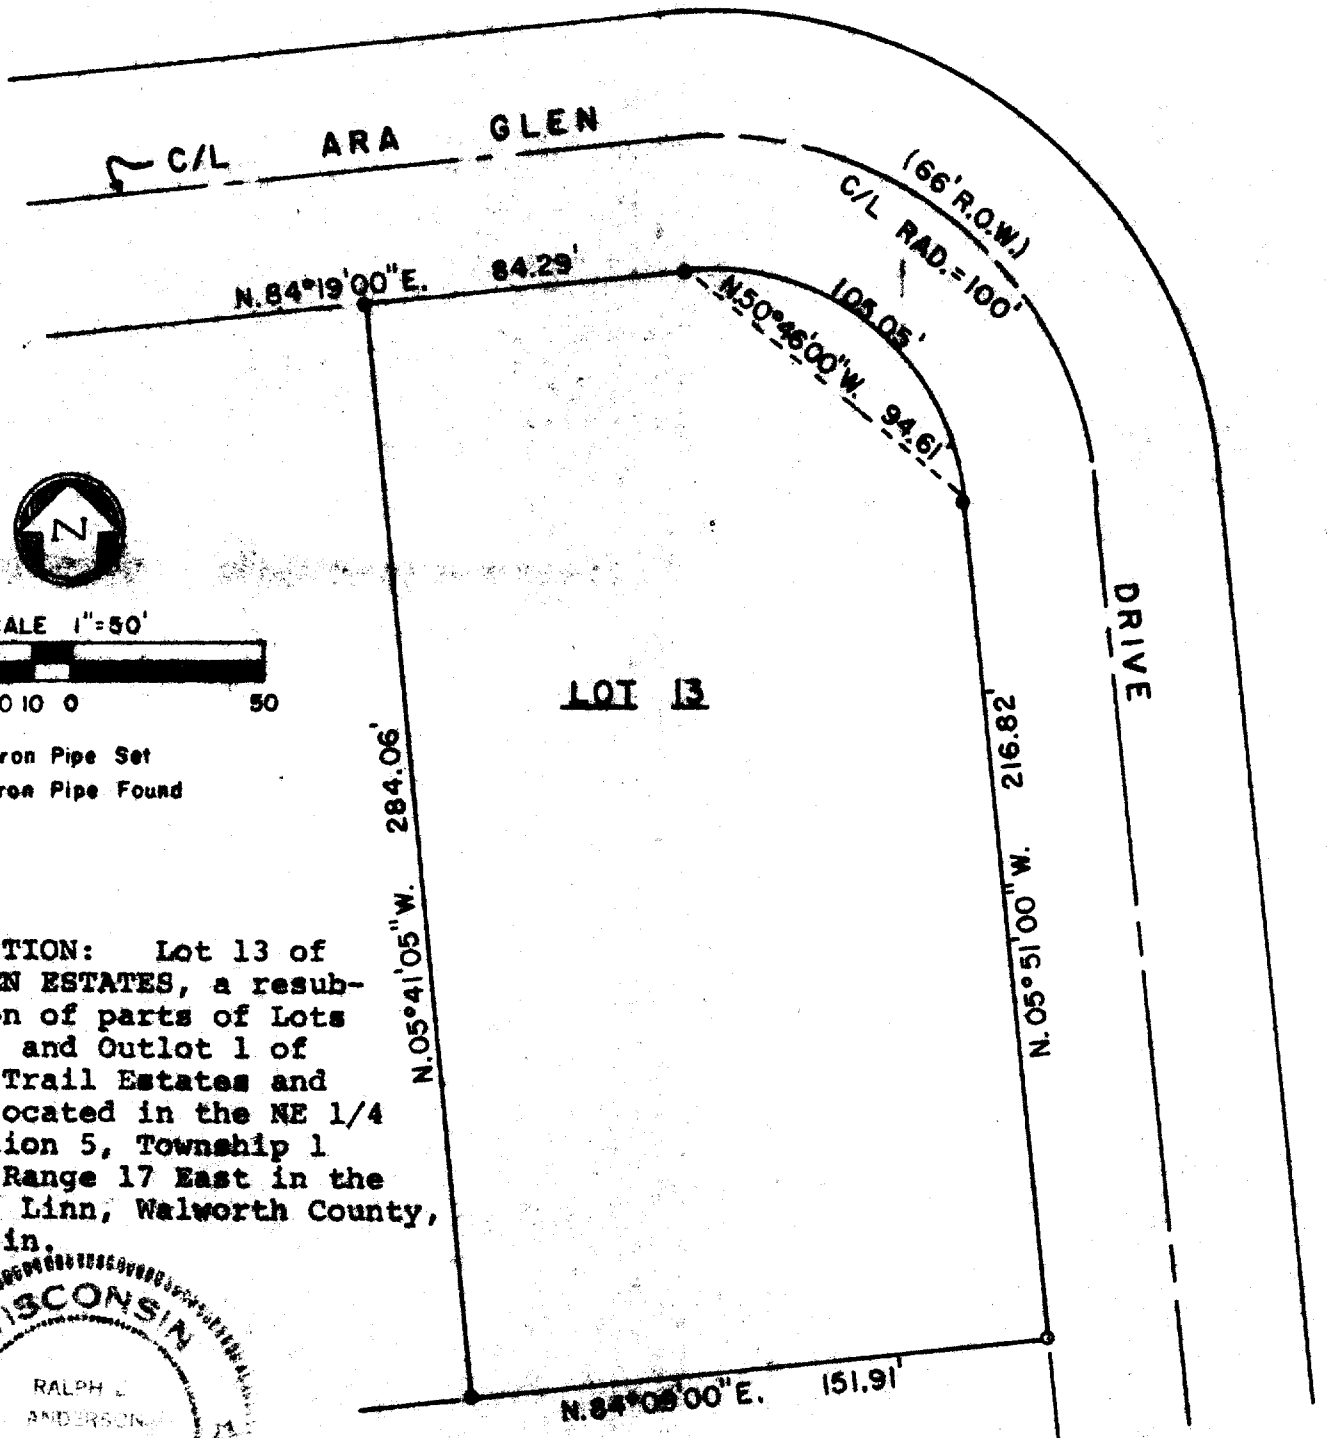 C/L ARA GLEN
(66' R.O.W.)
C/L RAD. = 100'
N. 84°19'00" E. 84.29'
105.05'
N. 50°46'00" W. 94.61'
N
ALE 1"=50'
0 10 0 50
ron Pipe Set
ron Pipe Found
LOT 13
DRIVE
N. 05°41'05" W. 284.06'
N. 05°51'00" W. 216.82'
TION: Lot 13 of
N ESTATES, a resub-
n of parts of Lots
and Outlot 1 of
Trail Estates and
ocated in the NE 1/4
ion 5, Township 1
Range 17 East in the
Linn, Walworth County,
in.
ISCONSIN
RALPH
ANDERSON
N. 84°09'00" E. 151.91'